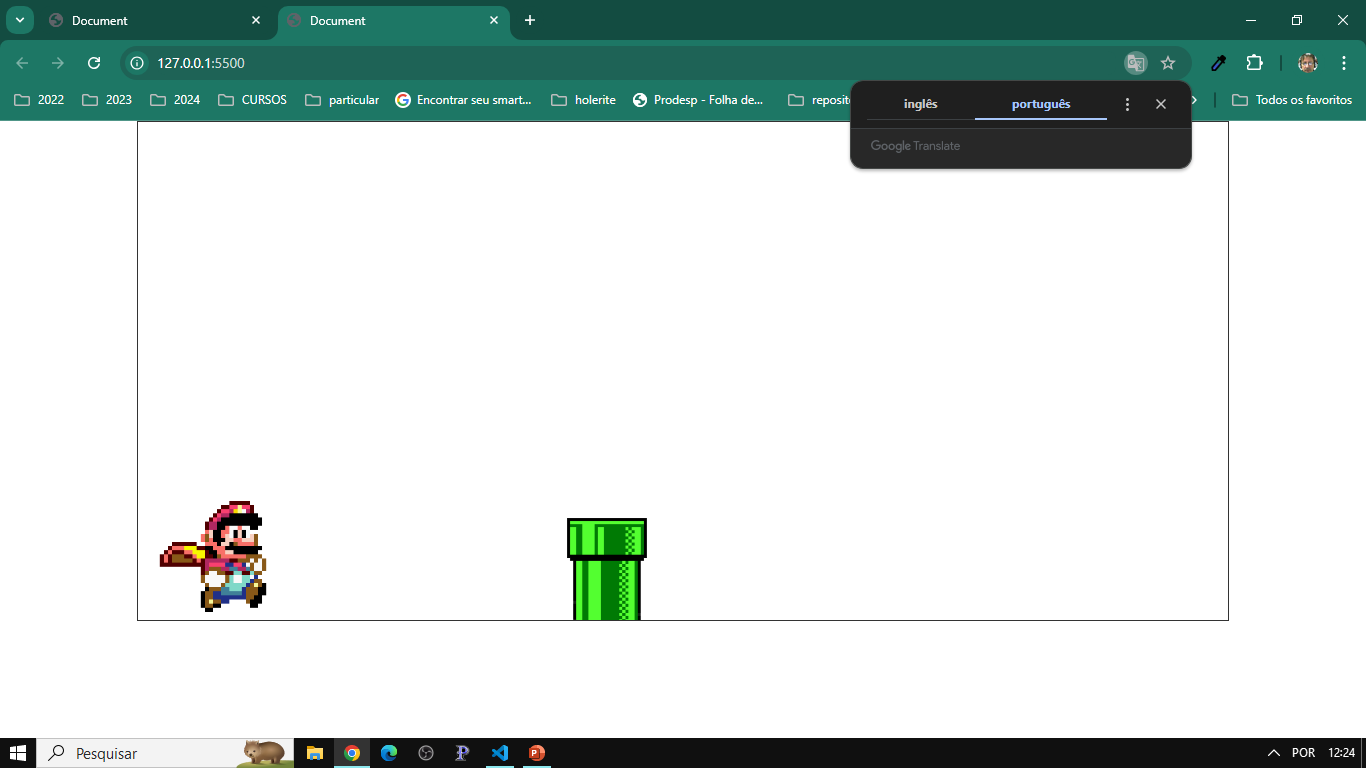 Document
Document
127.0.0.1:5500
2022
2023
2024
CURSOS
particular
Encontrar seu smart...
holerite
Prodesp - Folha de...
Todos os favoritos
inglês
português
Google Translate
Pesquisar
POR
12:24